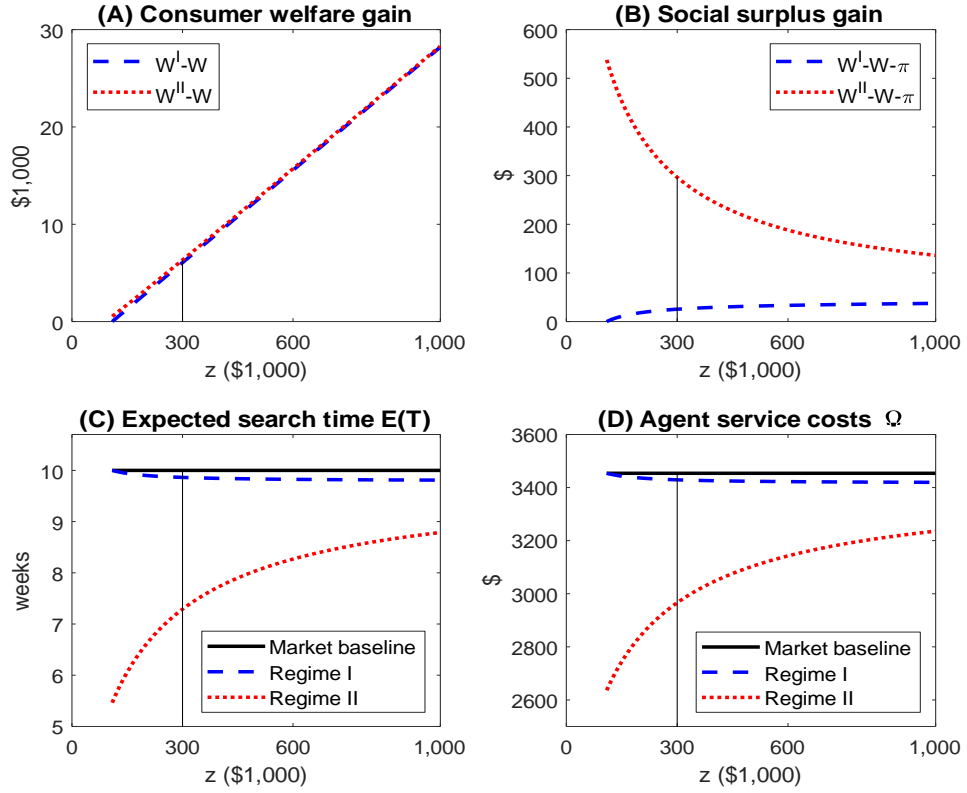 (A) Consumer welfare gain
$1,000
30
20
10
0
W^I-W
W^II-W
0 300 600 1,000
z ($1,000)
(B) Social surplus gain
$
600
500
400
300
200
100
0
W^I-W-π
W^II-W-π
0 300 600 1,000
z ($1,000)
(C) Expected search time E(T)
weeks
10
9
8
7
6
5
Market baseline
Regime I
Regime II
0 300 600 1,000
z ($1,000)
(D) Agent service costs Ω
$
3600
3400
3200
3000
2800
2600
Market baseline
Regime I
Regime II
0 300 600 1,000
z ($1,000)